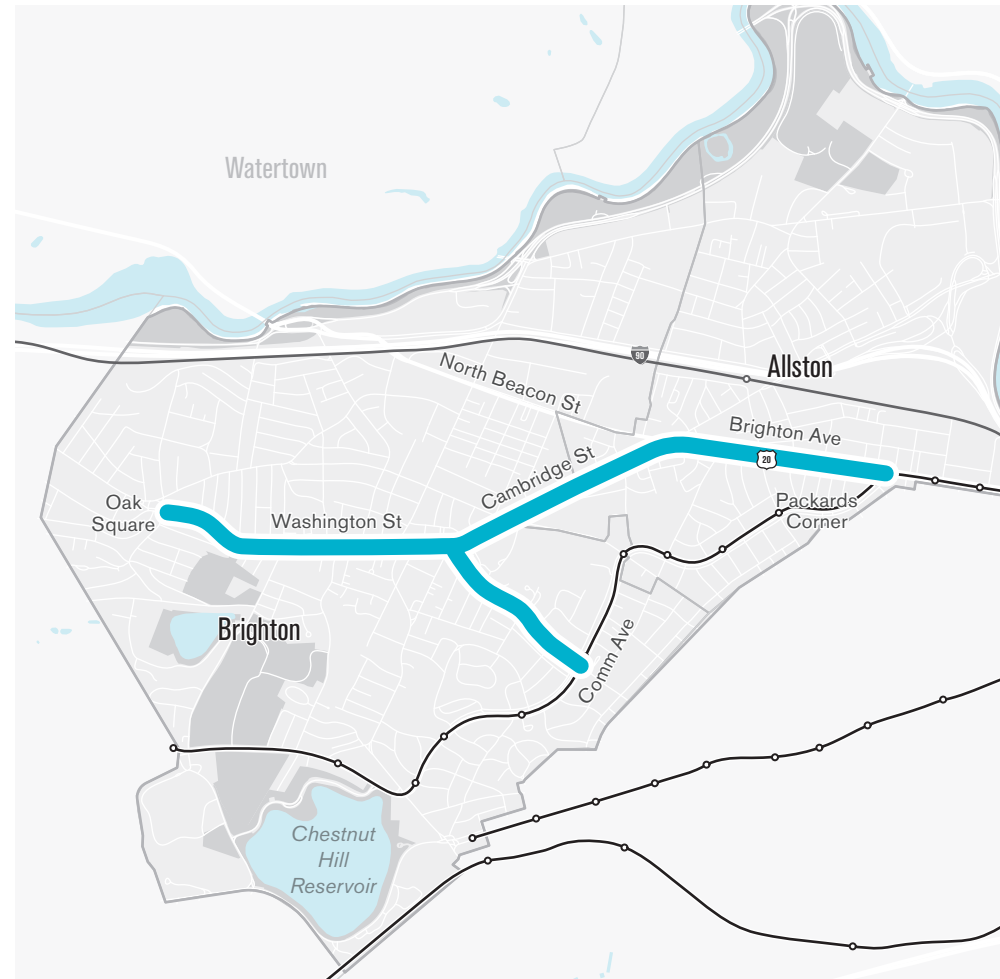 Watertown
90
Allston
North Beacon St
Brighton Ave
20
Cambridge St
Oak
Square
Washington St
Packards
Corner
Brighton
Comm Ave
Chestnut
Hill
Reservoir